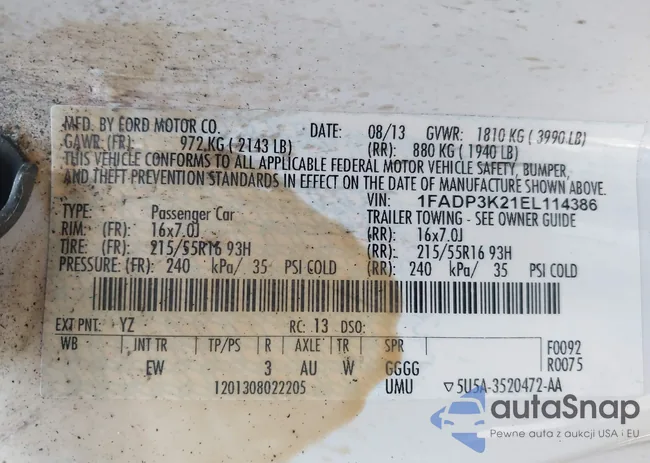 MFD. BY FORD MOTOR CO. DATE: 08/13 GVWR: 1810 KG ( 3990 LB)
GAWR (FR): 972 KG ( 2143 LB) (RR): 880 KG ( 1940 LB)
THIS VEHICLE CONFORMS TO ALL APPLICABLE FEDERAL MOTOR VEHICLE SAFETY, BUMPER,
AND THEFT PREVENTION STANDARDS IN EFFECT ON THE DATE OF MANUFACTURE SHOWN ABOVE.
VIN: 1FADP3K21EL114386
TYPE: Passenger Car TRAILER TOWING - SEE OWNER GUIDE
RIM: (FR): 16x7.0J (RR): 16x7.0J
TIRE: (FR): 215/55R16 93H (RR): 215/55R16 93H
PRESSURE: (FR): 240 kPa/ 35 PSI COLD (RR): 240 kPa/ 35 PSI COLD
EXT PNT: YZ RC: 13 DSO:
WB INT TR TP/PS R AXLE TR SPR F0092
EW 3 AU W GGGG R0075
1201308022205 UMU ▽5U5A-3520472-AA
autaSnap
Pewne auta z aukcji USA i EU